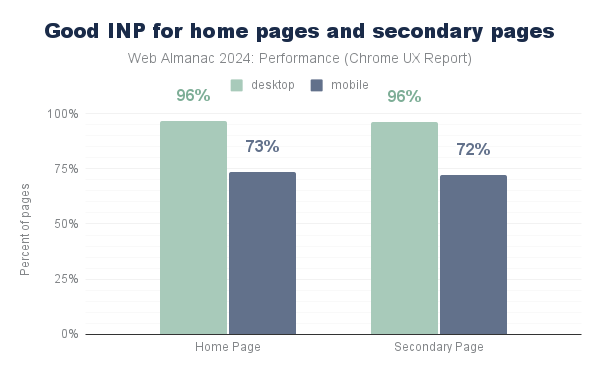 Good INP for home pages and secondary pages
Web Almanac 2024: Performance (Chrome UX Report)
desktop mobile
96% 96%
73% 72%
100%
75%
50%
25%
0%
Percent of pages
Home Page Secondary Page